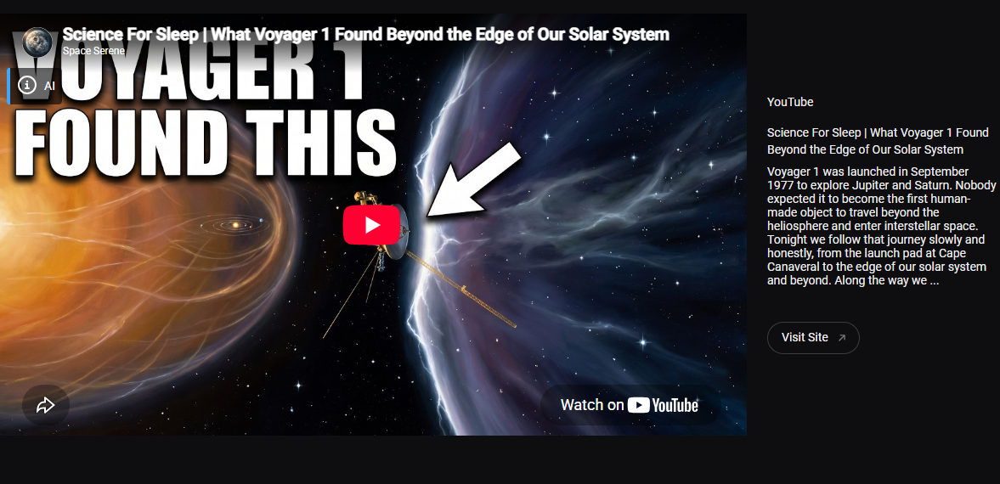 Science For Sleep | What Voyager 1 Found Beyond the Edge of Our Solar System
Space Serene
VOYAGER 1
AI
FOUND THIS
Watch on YouTube
YouTube
Science For Sleep | What Voyager 1 Found
Beyond the Edge of Our Solar System
Voyager 1 was launched in September
1977 to explore Jupiter and Saturn. Nobody
expected it to become the first human-
made object to travel beyond the
heliosphere and enter interstellar space.
Tonight we follow that journey slowly and
honestly, from the launch pad at Cape
Canaveral to the edge of our solar system
and beyond. Along the way we ...
Visit Site